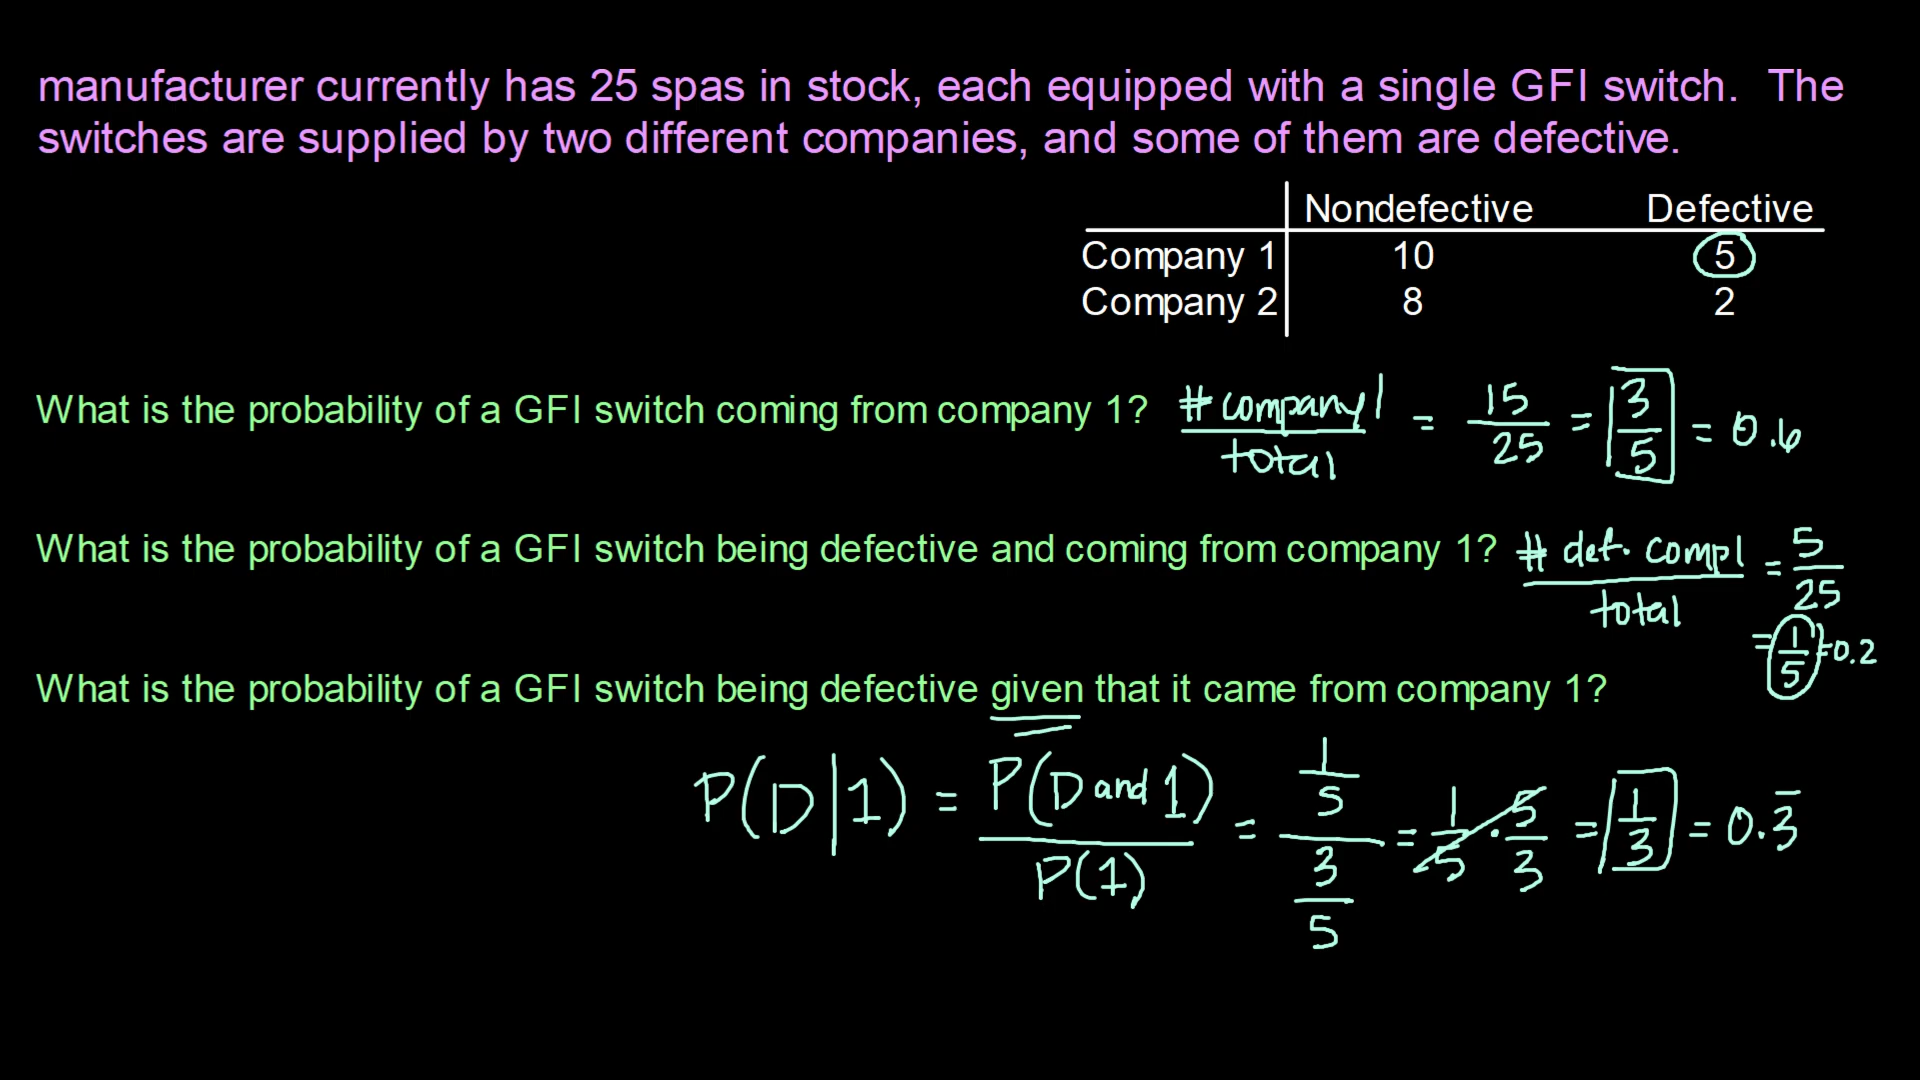 manufacturer currently has 25 spas in stock, each equipped with a single GFI switch. The
switches are supplied by two different companies, and some of them are defective.
Nondefective Defective
Company 1 10 5
Company 2 8 2
What is the probability of a GFI switch coming from company 1? # company 1 / total = 15/25 = 3/5 = 0.6
What is the probability of a GFI switch being defective and coming from company 1? # def. comp 1 / total = 5/25
= 1/5 = 0.2
What is the probability of a GFI switch being defective given that it came from company 1?
P(D|1) = P(D and 1) / P(1) = 1/5 / 3/5 = 1/5 · 5/3 = 1/3 = 0.3̅